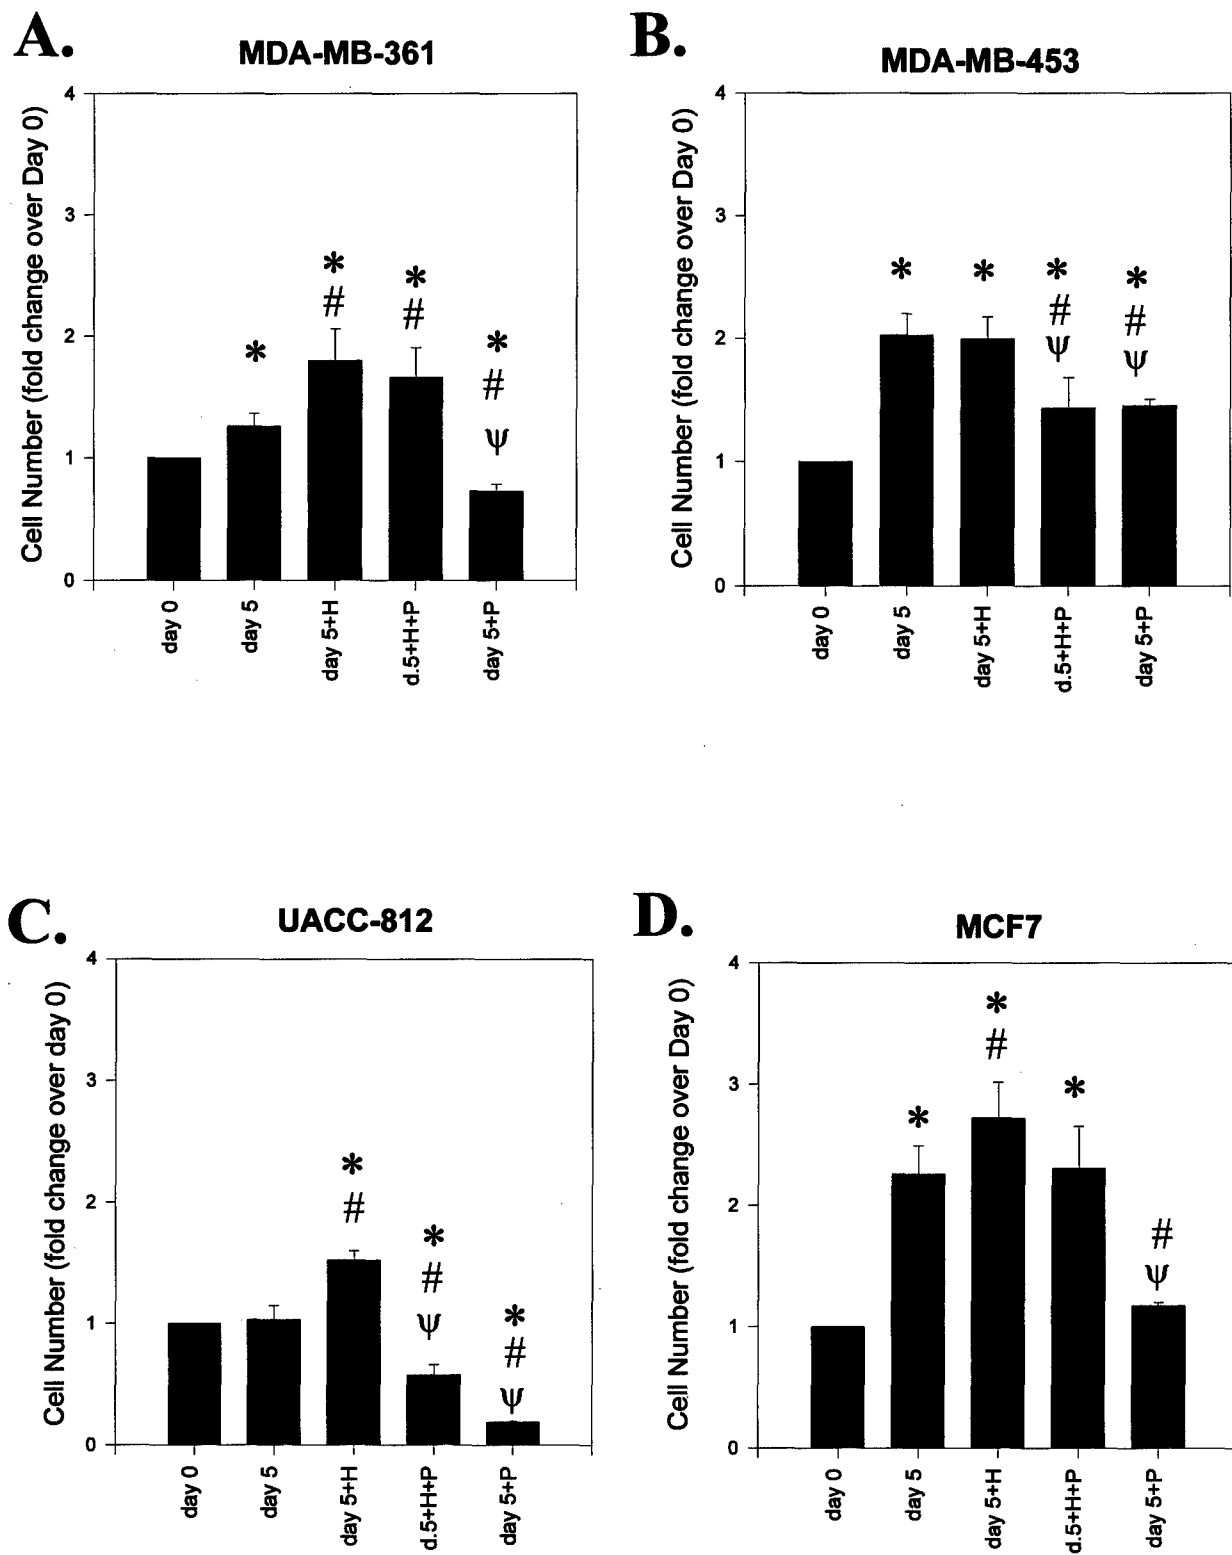 A.
MDA-MB-361
Cell Number (fold change over Day 0)
4
3
2
1
0
*
*
#
*
#
*
#
ψ
day 0
day 5
day 5+H
d.5+H+P
day 5+P
B.
MDA-MB-453
Cell Number (fold change over Day 0)
4
3
2
1
0
*
*
*
#
ψ
*
#
ψ
day 0
day 5
day 5+H
d.5+H+P
day 5+P
C.
UACC-812
Cell Number (fold change over day 0)
4
3
2
1
0
*
#
*
#
ψ
*
#
ψ
day 0
day 5
day 5+H
d.5+H+P
day 5+P
D.
MCF7
Cell Number (fold change over Day 0)
4
3
2
1
0
*
*
#
*
#
ψ
day 0
day 5
day 5+H
d.5+H+P
day 5+P